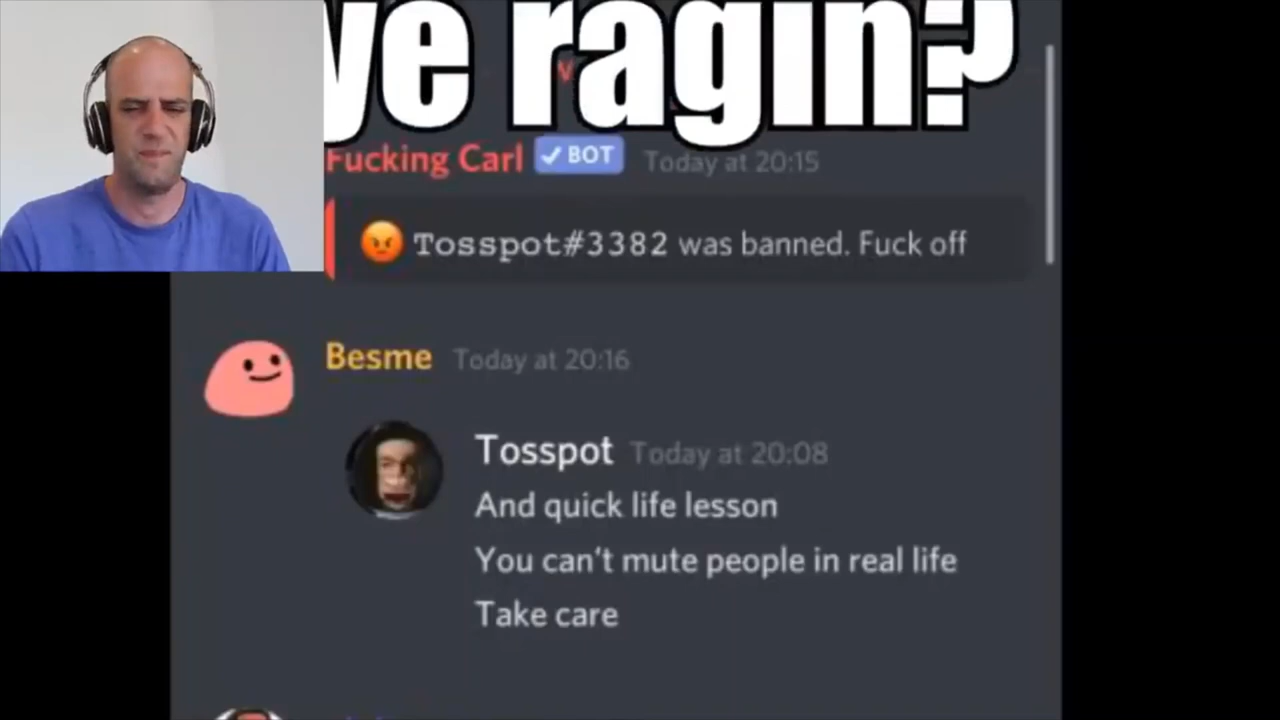 ye ragin?
Fucking Carl BOT Today at 20:15
Tosspot#3382 was banned. Fuck off
Besme Today at 20:16
Tosspot Today at 20:08
And quick life lesson
You can't mute people in real life
Take care